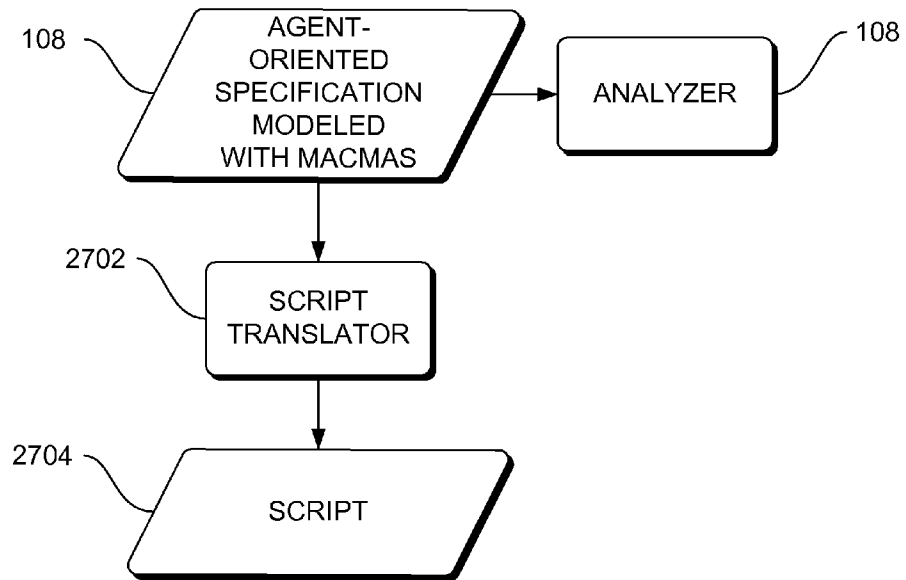 108
AGENT-
ORIENTED
SPECIFICATION
MODELED
WITH MACMAS
ANALYZER
108
2702
SCRIPT
TRANSLATOR
2704
SCRIPT